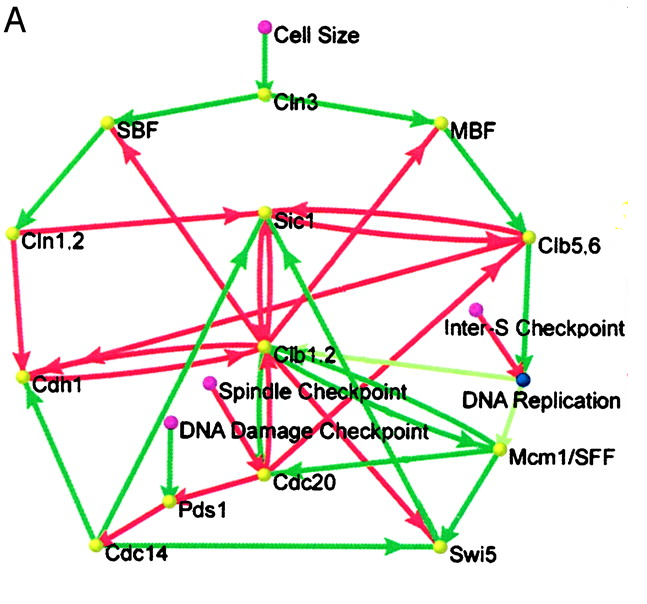 A
Cell Size
Cln3
SBF
MBF
Sic1
Cln1,2
Clb5,6
Inter-S Checkpoint
Clb1,2
Cdh1
Spindle Checkpoint
DNA Replication
DNA Damage Checkpoint
Mcm1/SFF
Cdc20
Pds1
Cdc14
Swi5